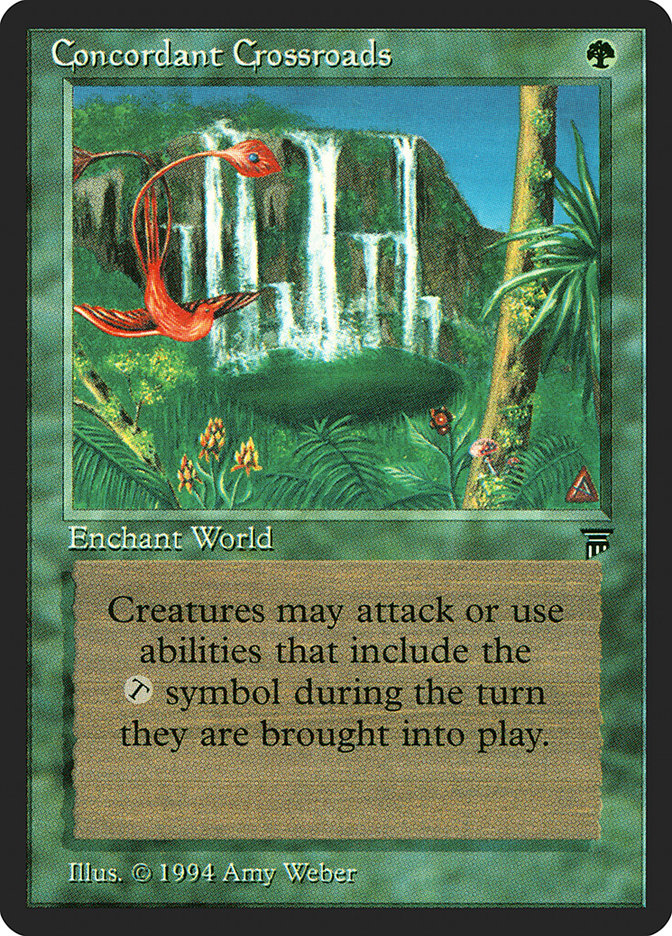 Concordant Crossroads
Enchant World
Creatures may attack or use
abilities that include the
T symbol during the turn
they are brought into play.
Illus. © 1994 Amy Weber